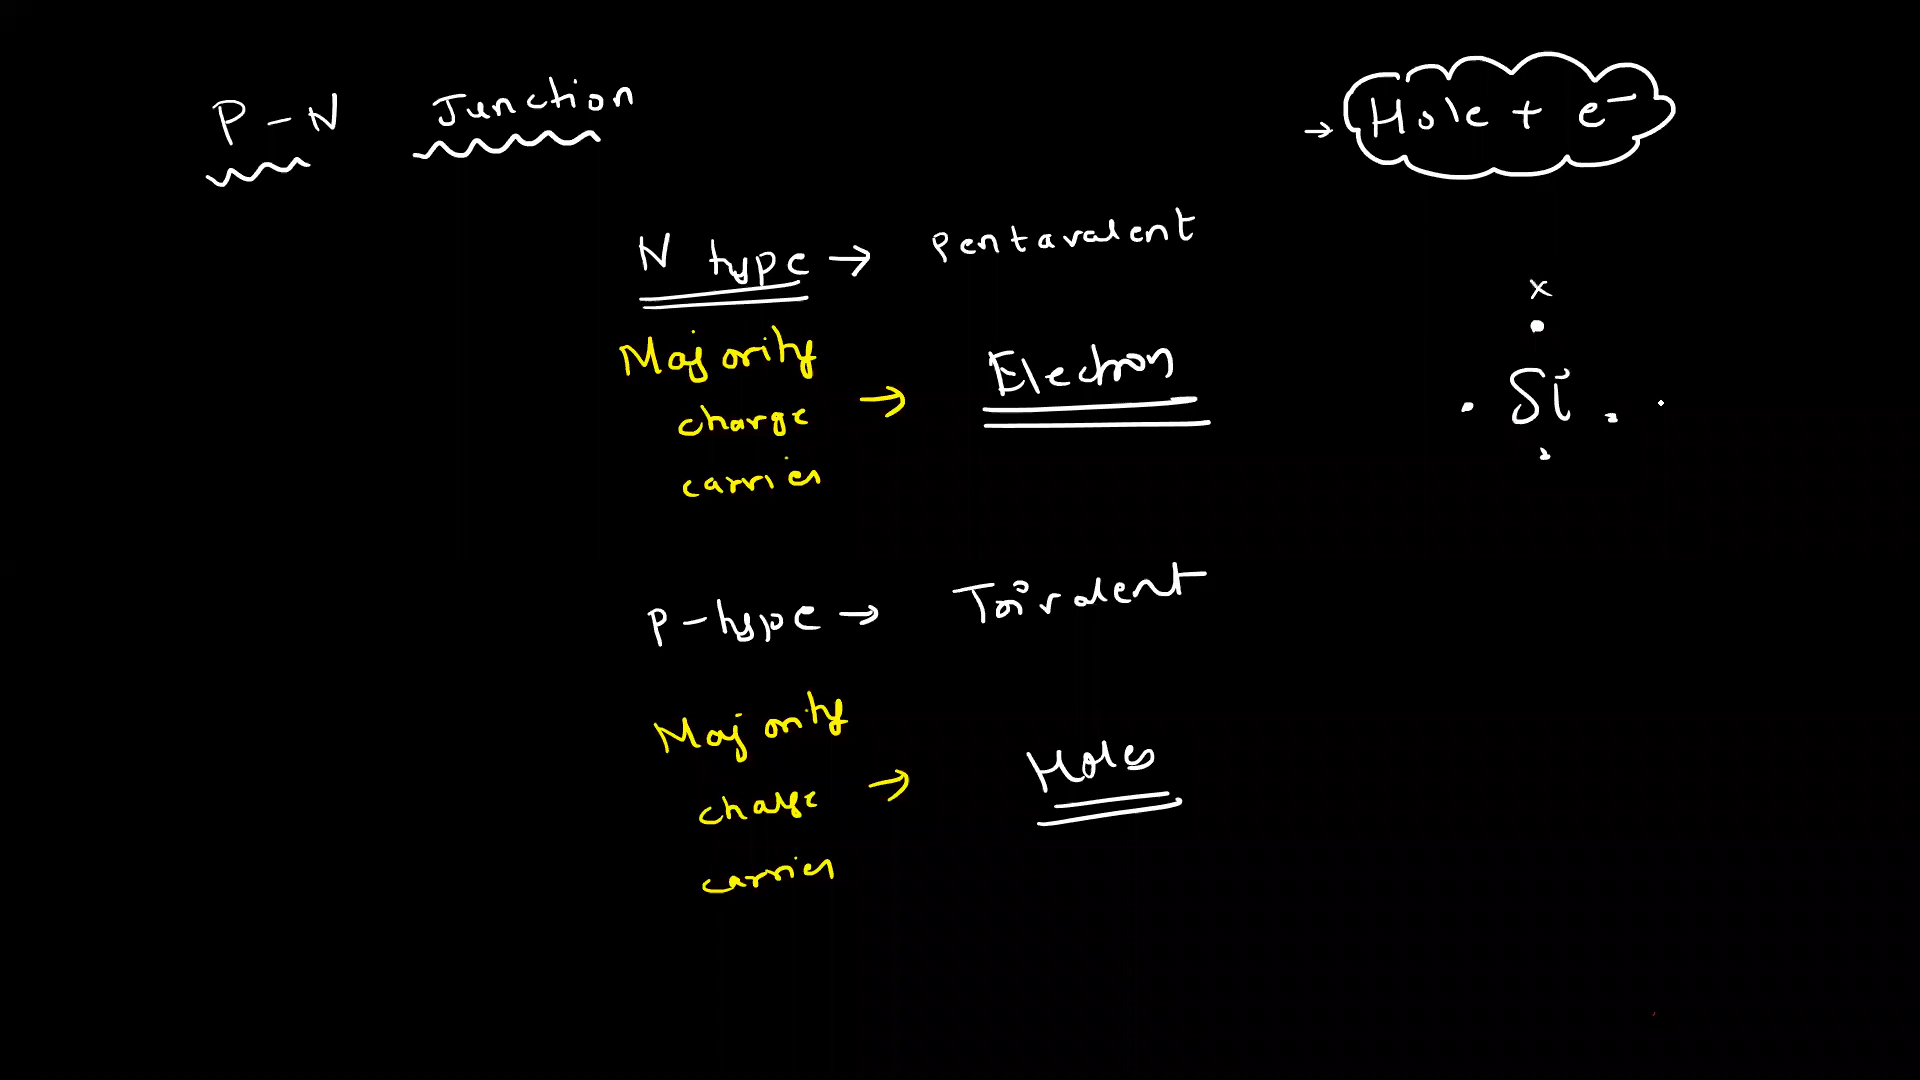 P-N Junction
→ Hole + e⁻
N type → Pentavalent
Majority
charge → Electron
carrier
x
Si
P-type → Trivalent
Majority
charge → Holes
carrier